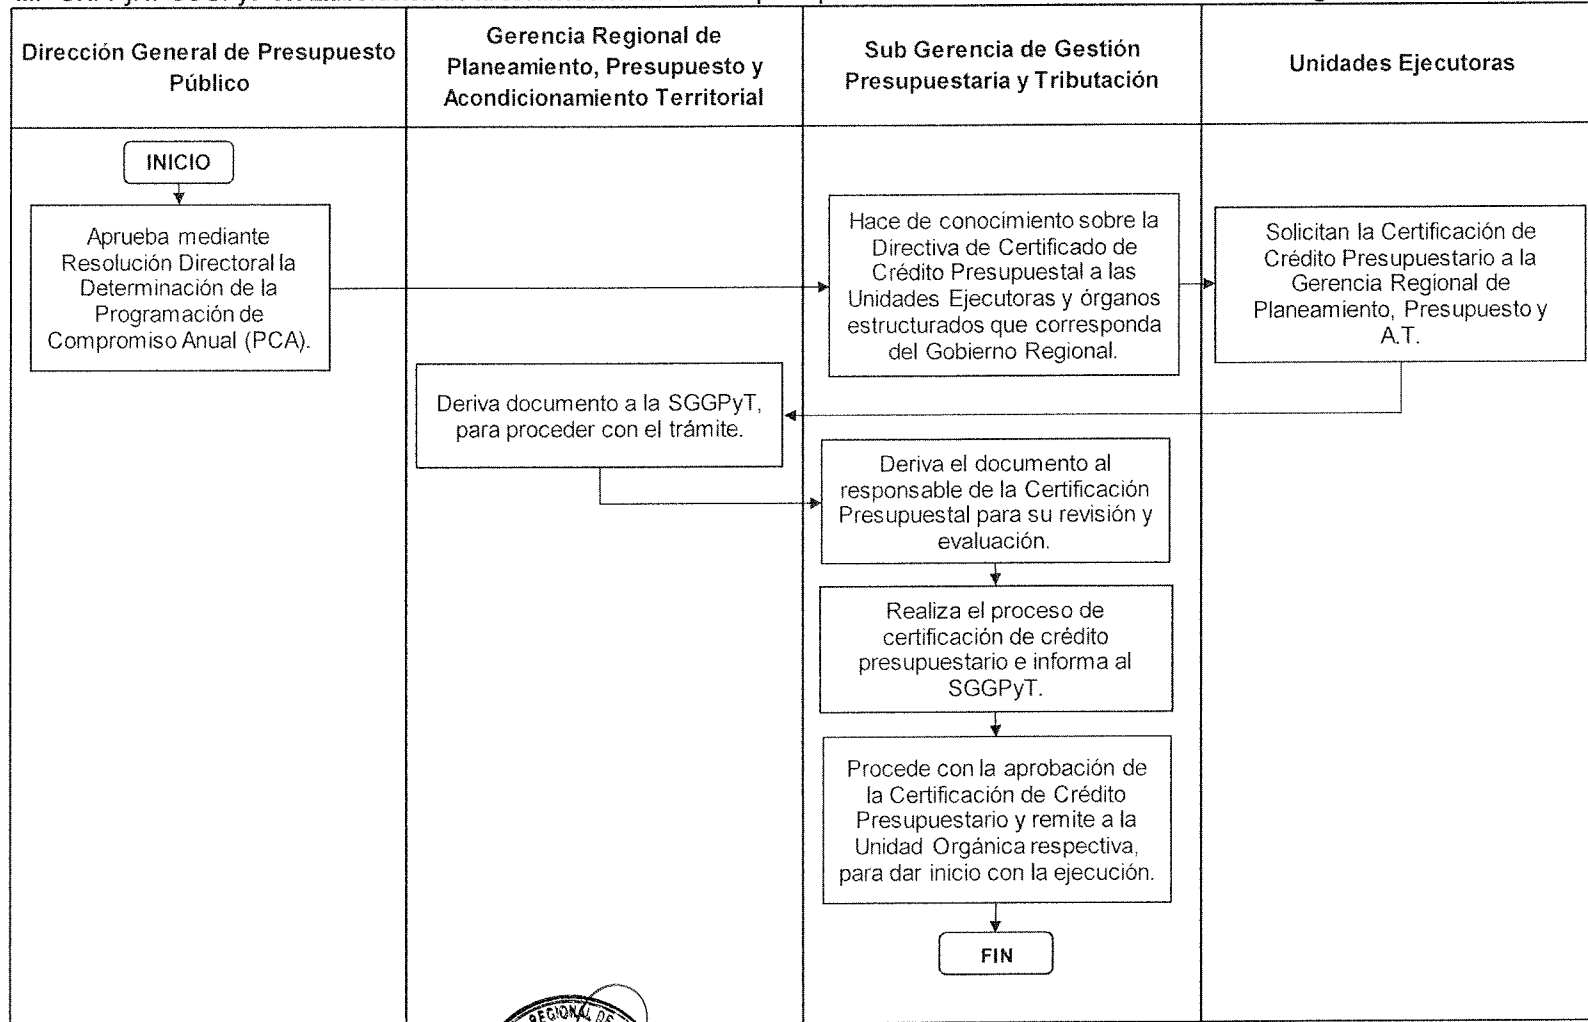 Dirección General de Presupuesto
Público
Gerencia Regional de
Planeamiento, Presupuesto y
Acondicionamiento Territorial
Sub Gerencia de Gestión
Presupuestaria y Tributación
Unidades Ejecutoras
INICIO
Aprueba mediante
Resolución Directoral la
Determinación de la
Programación de
Compromiso Anual (PCA).
Hace de conocimiento sobre la
Directiva de Certificado de
Crédito Presupuestal a las
Unidades Ejecutoras y órganos
estructurados que corresponda
del Gobierno Regional.
Solicitan la Certificación de
Crédito Presupuestario a la
Gerencia Regional de
Planeamiento, Presupuesto y
A.T.
Deriva documento a la SGGPyT,
para proceder con el trámite.
Deriva el documento al
responsable de la Certificación
Presupuestal para su revisión y
evaluación.
Realiza el proceso de
certificación de crédito
presupuestario e informa al
SGGPyT.
Procede con la aprobación de
la Certificación de Crédito
Presupuestario y remite a la
Unidad Orgánica respectiva,
para dar inicio con la ejecución.
FIN
REGIONAL DE